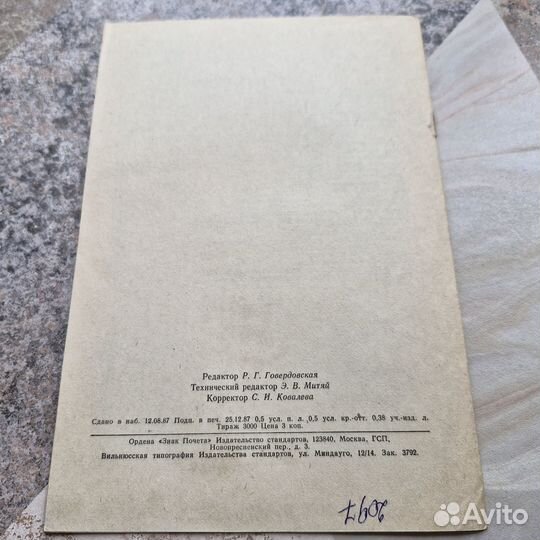 Редактор Р. Г. Говердовская
Технический редактор Э. В. Митяй
Корректор С. И. Ковалева
Сдано в наб. 12.08.87 Подп. в печ. 25.12.87 0,5 усл. п. л. 0,5 усл. кр.-отт. 0,38 уч.-изд. л.
Тираж 3000 Цена 3 коп.
Ордена «Знак Почета» Издательство стандартов, 123840, Москва, ГСП,
Новопресненский пер., д. 3.
Вильнюсская типография Издательства стандартов, ул. Миндауго, 12/14. Зак. 3792.
Avito